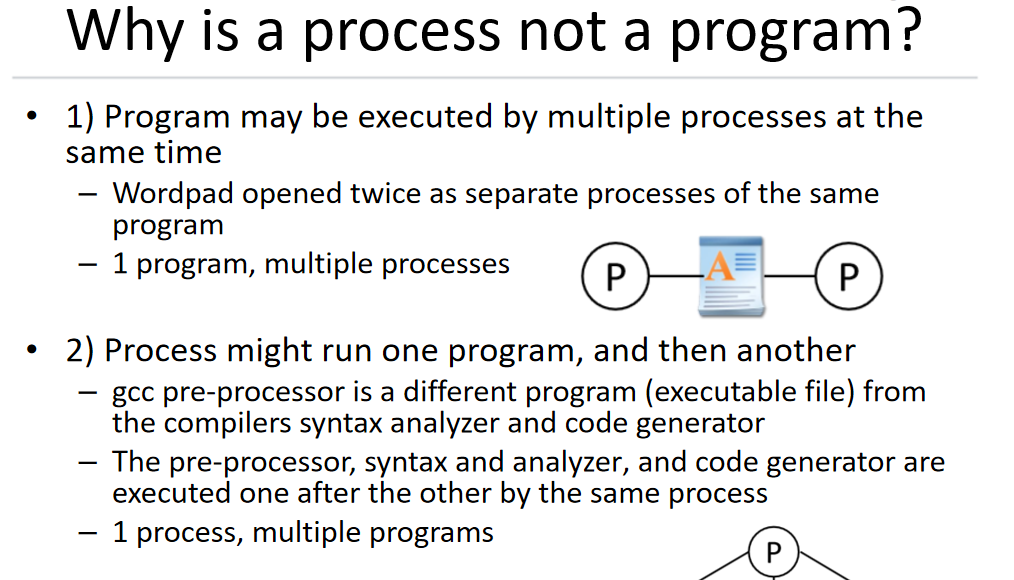 Why is a process not a program?
• 1) Program may be executed by multiple processes at the
same time
– Wordpad opened twice as separate processes of the same
program
– 1 program, multiple processes
P A P
• 2) Process might run one program, and then another
– gcc pre-processor is a different program (executable file) from
the compilers syntax analyzer and code generator
– The pre-processor, syntax and analyzer, and code generator are
executed one after the other by the same process
– 1 process, multiple programs
P